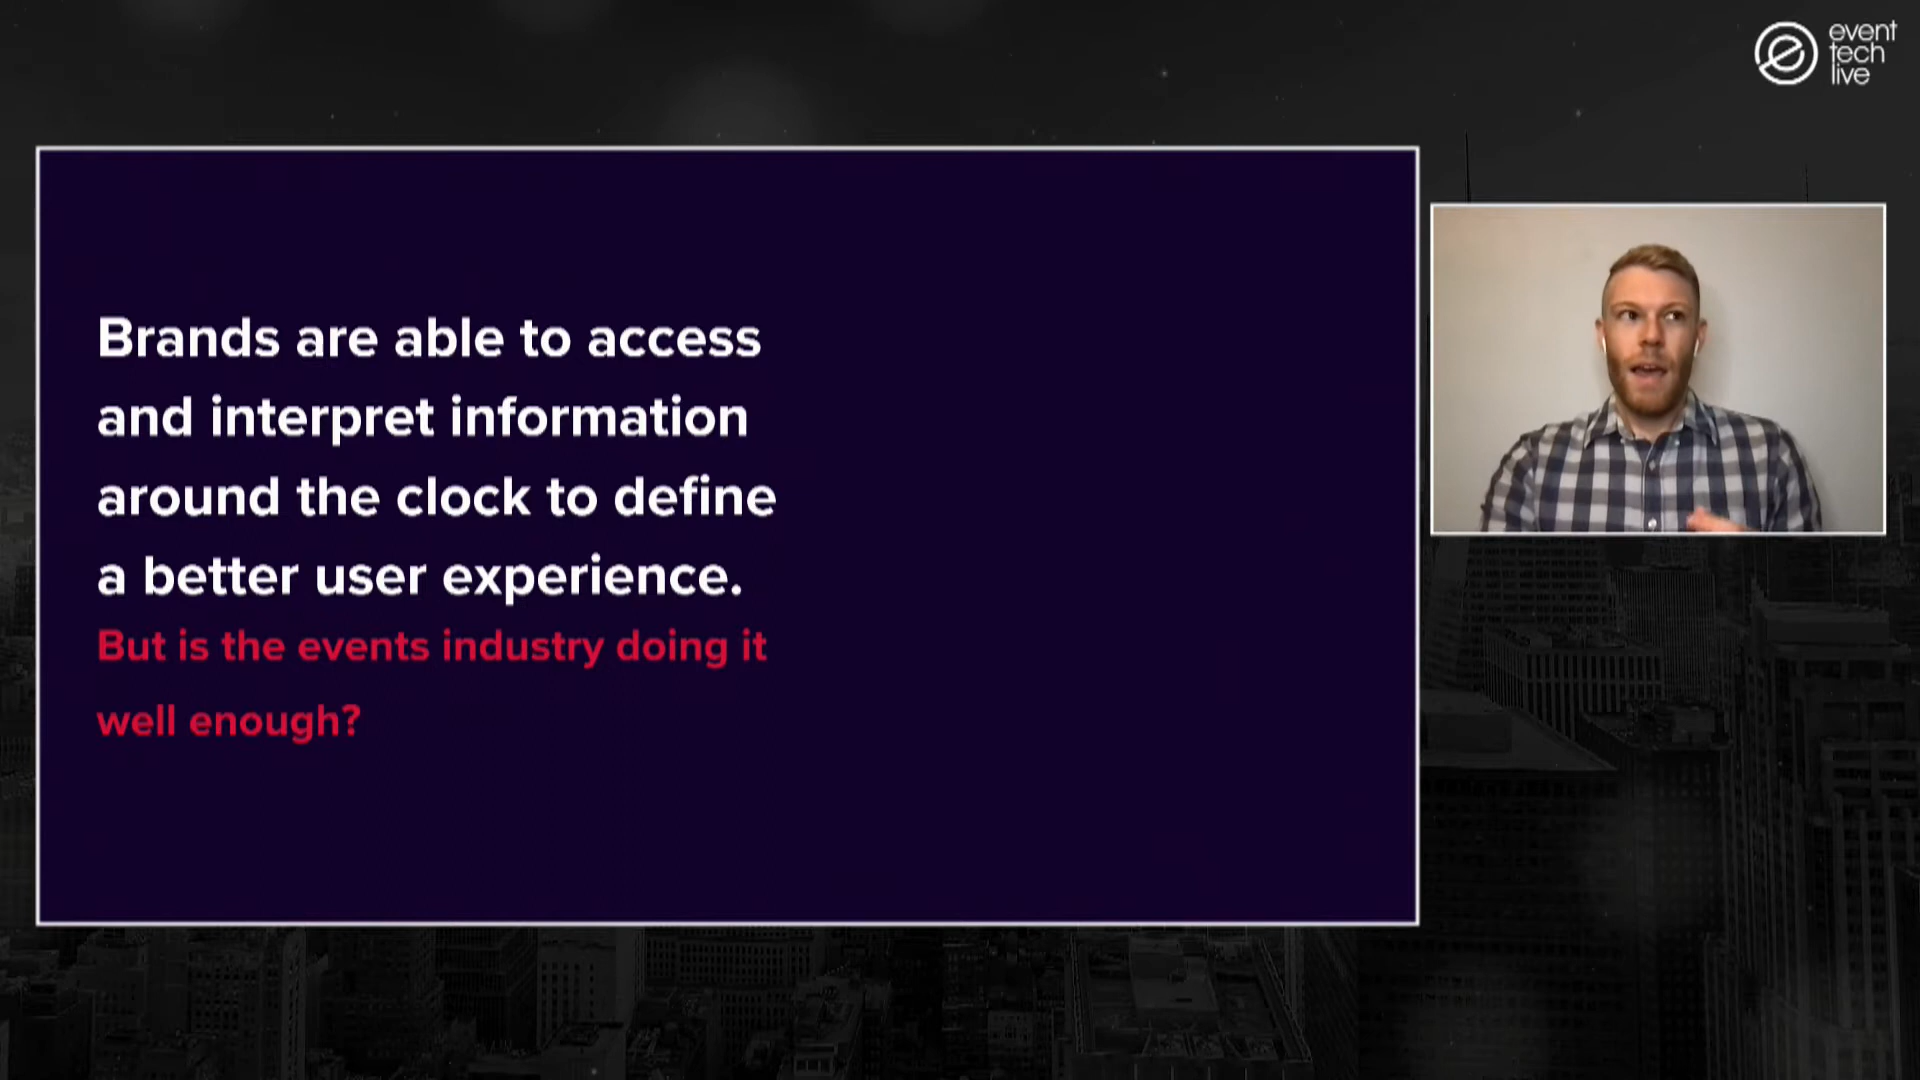 event
tech
live
Brands are able to access
and interpret information
around the clock to define
a better user experience.
But is the events industry doing it
well enough?